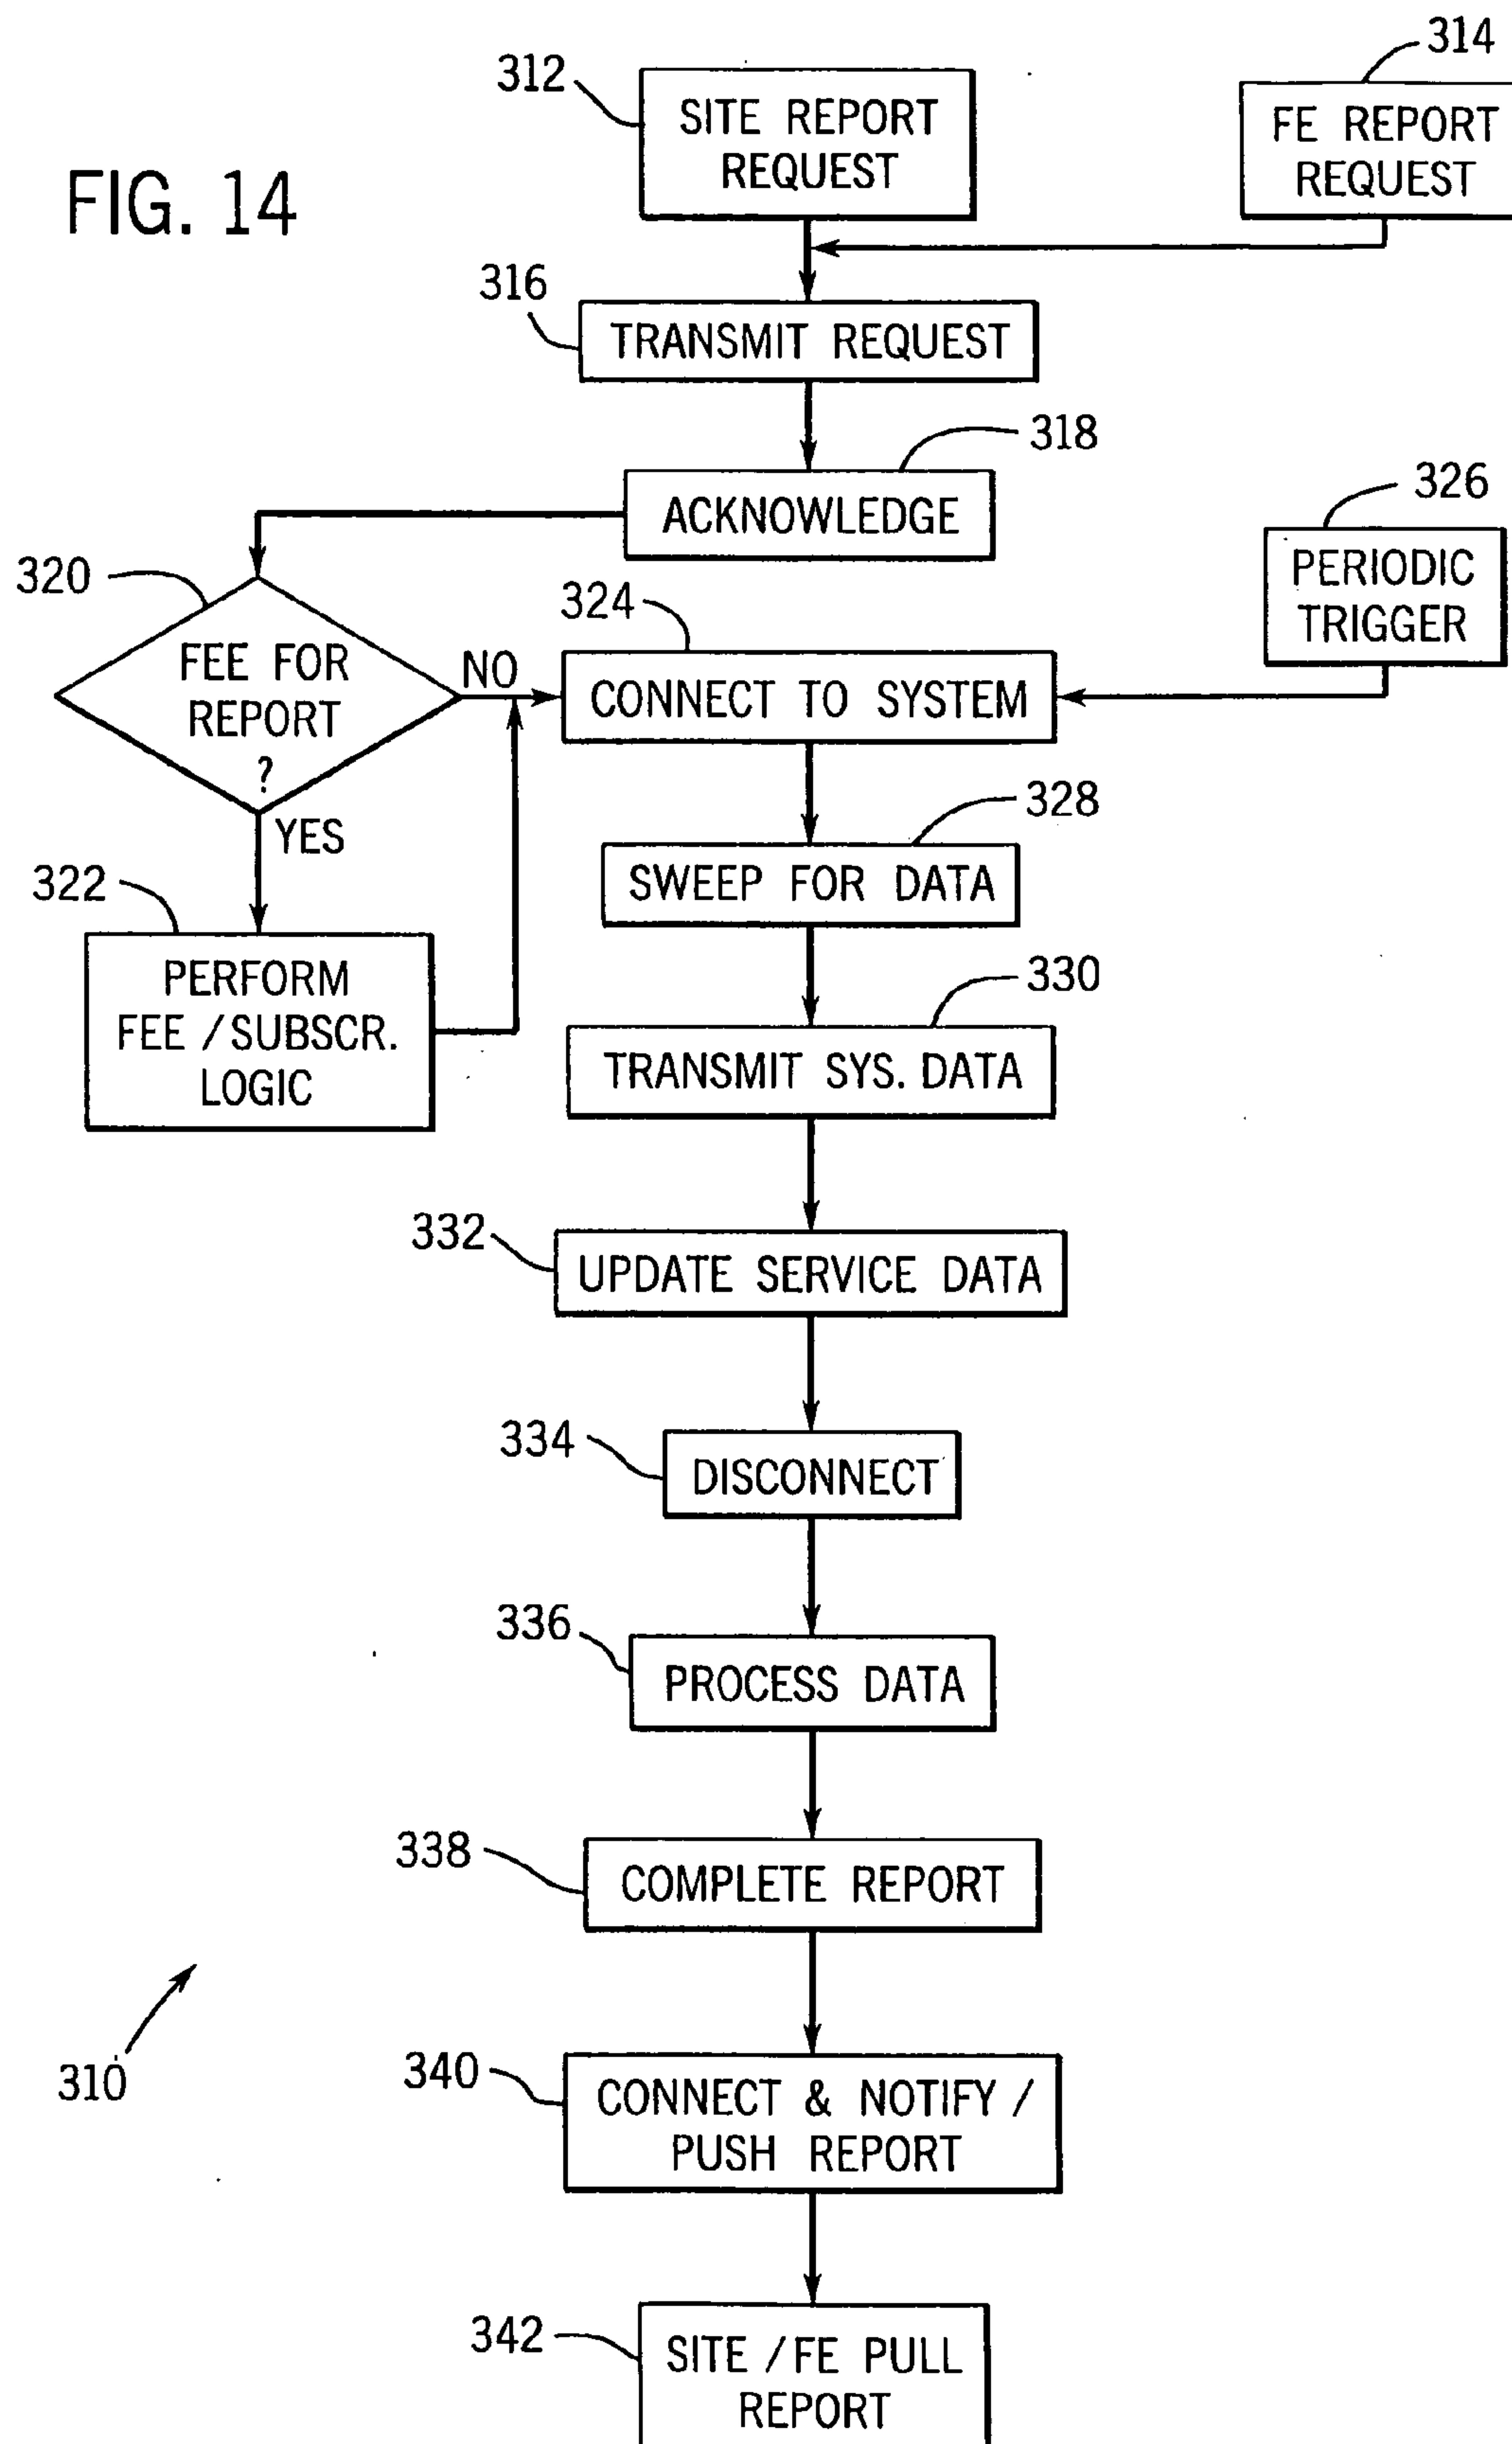 FIG. 14
312
SITE REPORT
REQUEST
314
FE REPORT
REQUEST
316
TRANSMIT REQUEST
318
ACKNOWLEDGE
320
FEE FOR
REPORT
?
NO
YES
322
PERFORM
FEE / SUBSCR.
LOGIC
324
CONNECT TO SYSTEM
326
PERIODIC
TRIGGER
328
SWEEP FOR DATA
330
TRANSMIT SYS. DATA
332
UPDATE SERVICE DATA
334
DISCONNECT
336
PROCESS DATA
338
COMPLETE REPORT
310
340
CONNECT & NOTIFY /
PUSH REPORT
342
SITE / FE PULL
REPORT